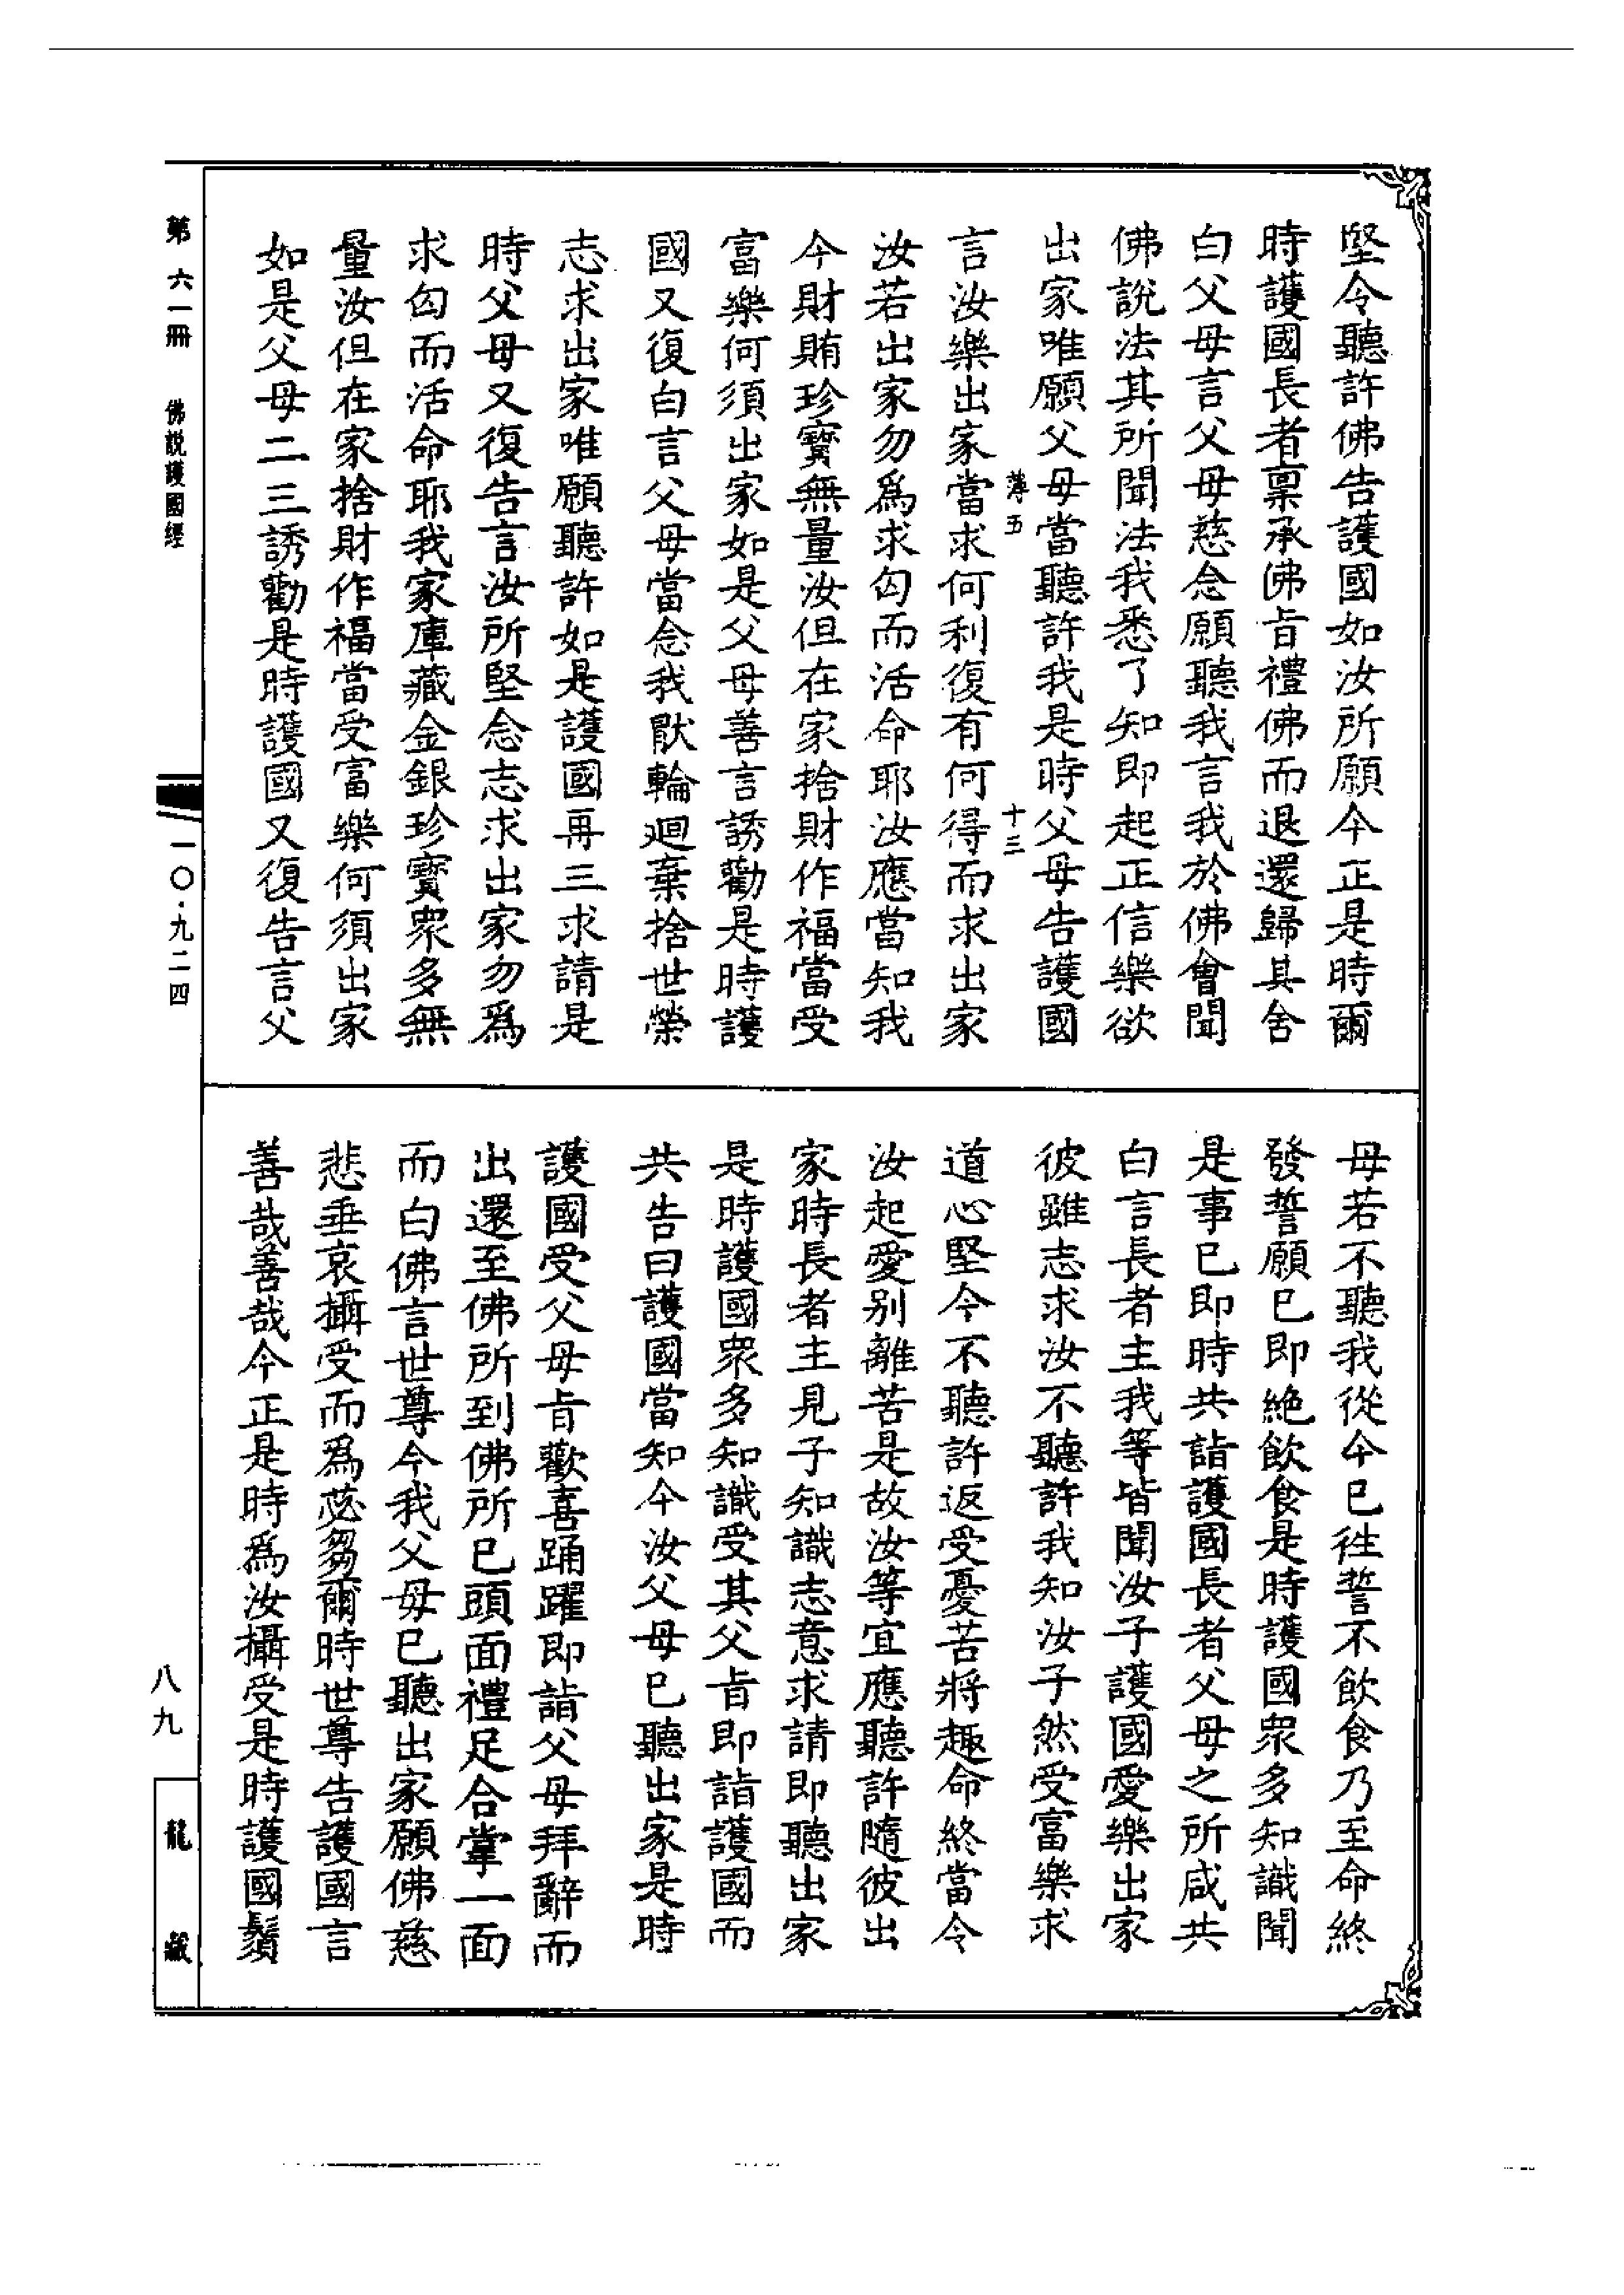 堅令聽許佛告護國如汝所願今正是時爾
時護國長者稟承佛旨禮佛而退還歸其舍
白父母言父母慈念願聽我言我於佛會聞
佛說法其所聞法我悉了知即起正信樂欲
出家唯願父母當聽許我是時父母告護國
薄五 十三
言汝樂出家當求何利復有何得而求出家
汝若出家勿爲求匃而活命耶汝應當知我
今財賄珍寳無量汝但在家捨財作福當受
富樂何須出家如是父母善言誘勸是時護
國又復白言父母當念我猒輪迴棄捨世榮
志求出家唯願聽許如是護國再三求請是
時父母又復告言汝所堅念志求出家勿爲
求匃而活命耶我家庫藏金銀珍寳衆多無
量汝但在家捨財作福當受富樂何須出家
如是父母二三誘勸是時護國又復告言父
母若不聽我從今已徃誓不飲食乃至命終
發誓願已即絶飲食是時護國衆多知識聞
是事已即時共詣護國長者父母之所咸共
白言長者主我等皆聞汝子護國愛樂出家
彼雖志求汝不聽許我知汝子然受富樂求
道心堅今不聽許返受憂苦將趣命終當令
汝起愛别離苦是故汝等宜應聽許隨彼出
家時長者主見子知識志意求請即聽出家
是時護國衆多知識受其父旨即詣護國而
共告曰護國當知今汝父母已聽出家是時
護國受父母旨歡喜踊躍即詣父母拜辭而
出還至佛所到佛所已頭面禮足合掌一面
而白佛言世尊今我父母已聽出家願佛慈
悲垂哀攝受而爲苾芻爾時世尊告護國言
善哉善哉今正是時爲汝攝受是時護國鬚
第六一冊 佛説護國經
一〇·九二四
八九
龍藏